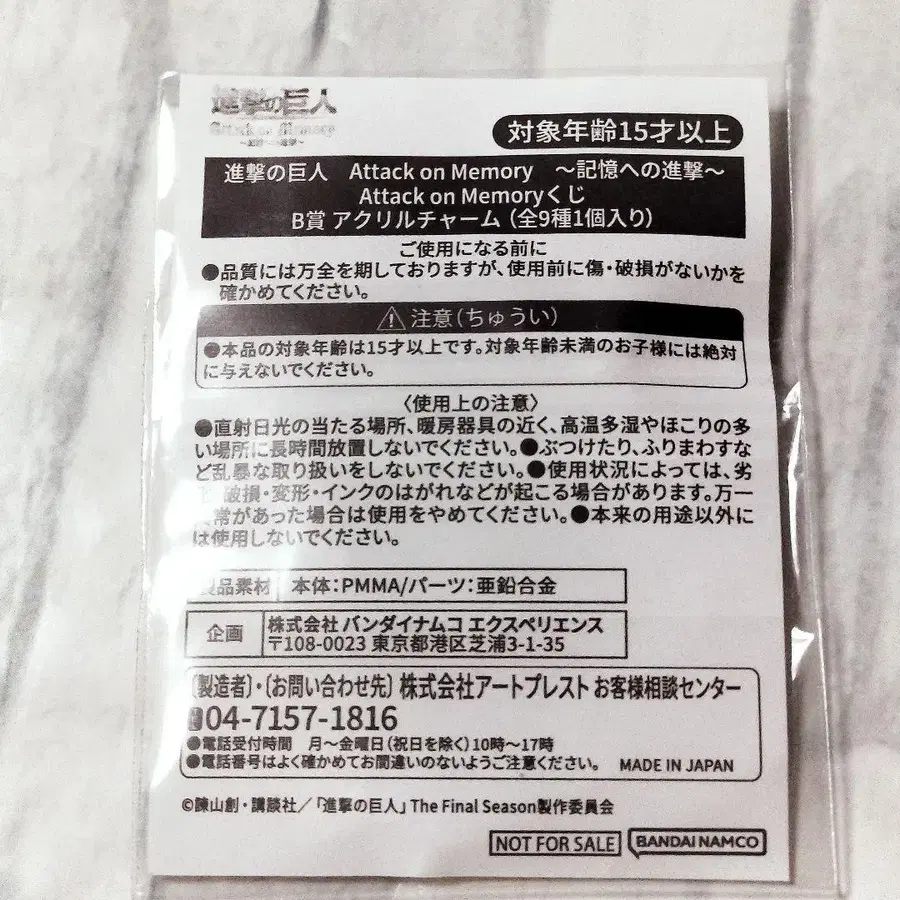 進撃の巨人
Attack on Memory
～記憶への進撃～
対象年齢15才以上
進撃の巨人 Attack on Memory ～記憶への進撃～
Attack on Memoryくじ
B賞 アクリルチャーム（全9種1個入り）
ご使用になる前に
●品質には万全を期しておりますが、使用前に傷・破損がないかを
確かめてください。
⚠注意（ちゅうい）
●本品の対象年齢は15才以上です。対象年齢未満のお子様には絶対
に与えないでください。
〈使用上の注意〉
●直射日光の当たる場所、暖房器具の近く、高温多湿やほこりの多
い場所に長時間放置しないでください。●ぶつけたり、ふりまわすな
ど乱暴な取り扱いをしないでください。●使用状況によっては、劣
破損・変形・インクのはがれなどが起こる場合があります。万一
常があった場合は使用をやめてください。●本来の用途以外に
は使用しないでください。
製品素材 本体：PMMA/パーツ：亜鉛合金
企画 株式会社 バンダイナムコ エクスペリエンス
〒108-0023 東京都港区芝浦3-1-35
〔製造者〕・〔お問い合わせ先〕 株式会社アートプレスト お客様相談センター
04-7157-1816
●電話受付時間 月～金曜日（祝日を除く）10時～17時
●電話番号はよく確かめてお間違いのないようご注意ください。 MADE IN JAPAN
©諫山創・講談社／「進撃の巨人」The Final Season製作委員会
NOT FOR SALE BANDAI NAMCO